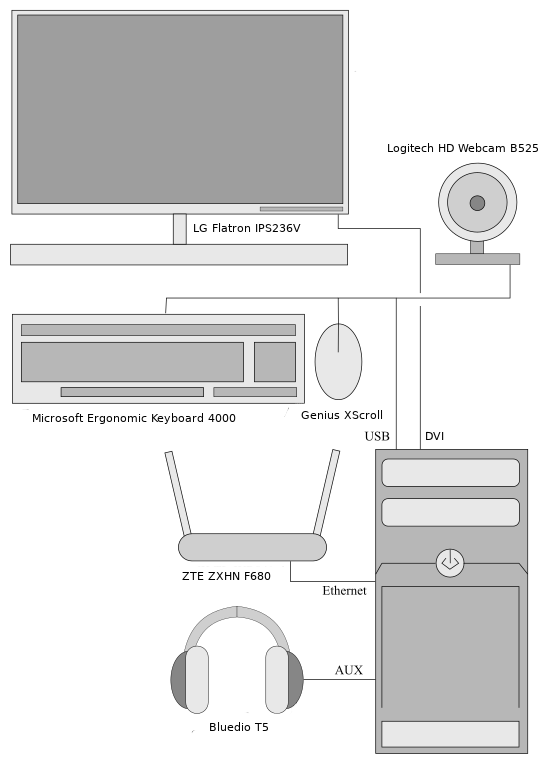 Logitech HD Webcam B525
LG Flatron IPS236V
Microsoft Ergonomic Keyboard 4000
Genius XScroll
USB
DVI
ZTE ZXHN F680
Ethernet
AUX
Bluedio T5